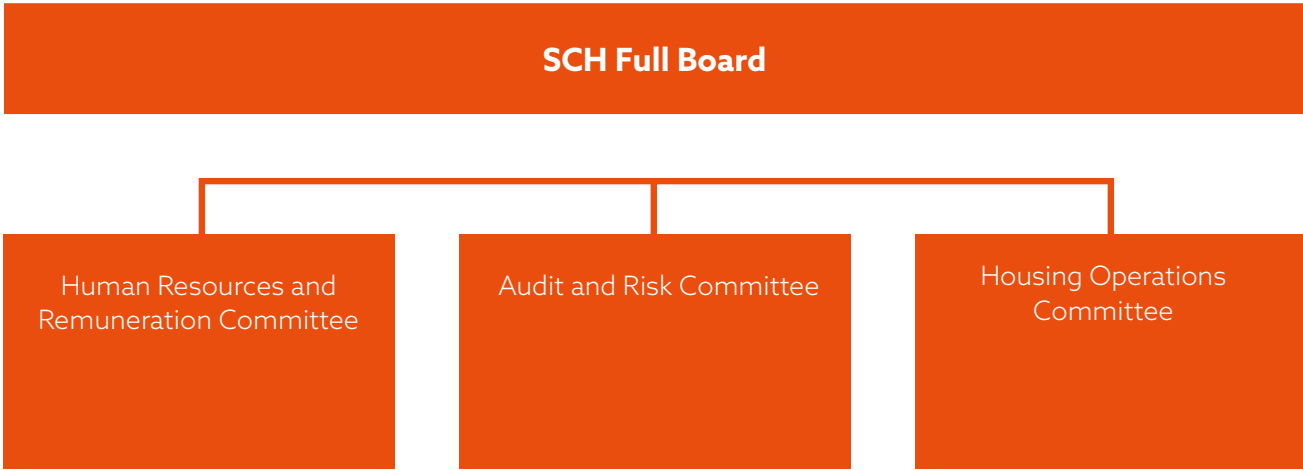 SCH Full Board
Human Resources and
Remuneration Committee
Audit and Risk Committee
Housing Operations
Committee